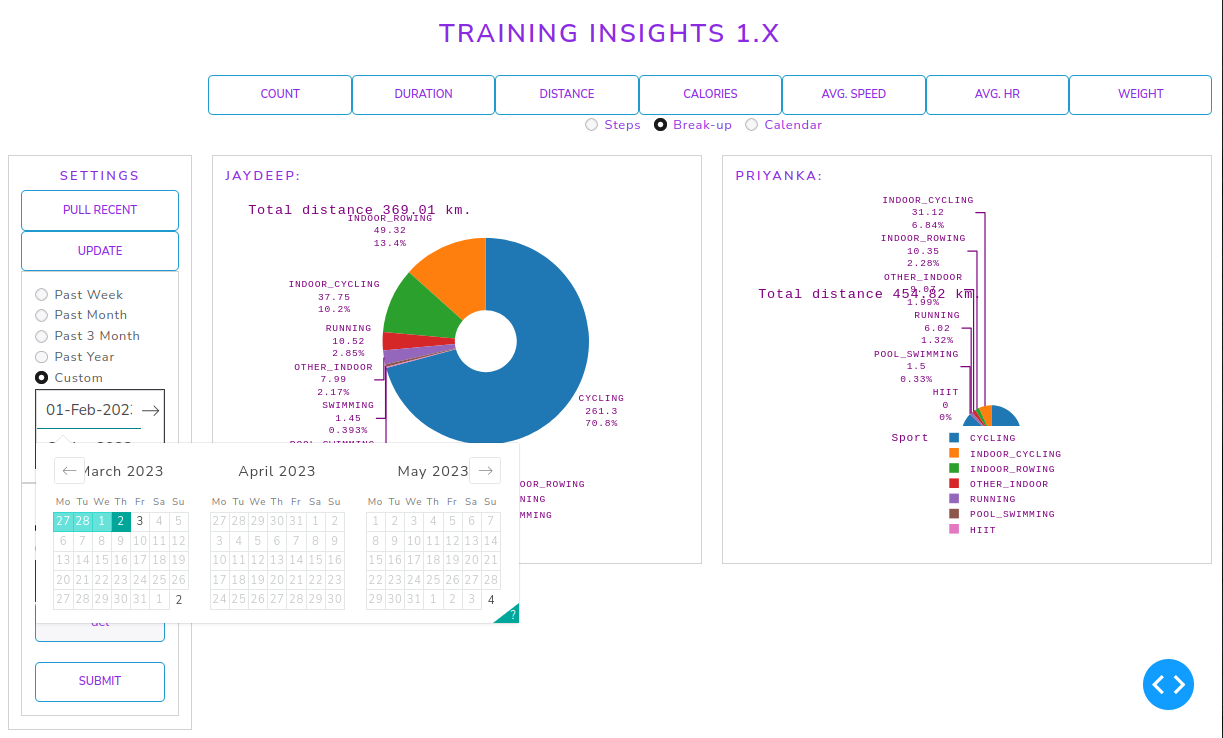 TRAINING INSIGHTS 1.X
COUNT DURATION DISTANCE CALORIES AVG. SPEED AVG. HR WEIGHT
Steps Break-up Calendar
SETTINGS
PULL RECENT
UPDATE
Past Week
Past Month
Past 3 Month
Past Year
Custom
01-Feb-202
SUBMIT
JAYDEEP:
Total distance 369.01 km.
INDOOR_ROWING
49.32
13.4%
INDOOR_CYCLING
37.75
10.2%
RUNNING
10.52
2.85%
OTHER_INDOOR
7.99
2.17%
SWIMMING
1.45
0.393%
CYCLING
261.3
70.8%
OOR_ROWING
NING
MMING
PRIYANKA:
INDOOR_CYCLING
31.12
6.84%
INDOOR_ROWING
10.35
2.28%
OTHER_INDOOR
9.07
1.99%
Total distance 454.82 km.
RUNNING
6.02
1.32%
POOL_SWIMMING
1.5
0.33%
HIIT
0
0%
Sport
CYCLING
INDOOR_CYCLING
INDOOR_ROWING
OTHER_INDOOR
RUNNING
POOL_SWIMMING
HIIT
March 2023
Mo Tu We Th Fr Sa Su
27 28 1 2 3 4 5
6 7 8 9 10 11 12
13 14 15 16 17 18 19
20 21 22 23 24 25 26
27 28 29 30 31 1 2
April 2023
Mo Tu We Th Fr Sa Su
27 28 29 30 31 1 2
3 4 5 6 7 8 9
10 11 12 13 14 15 16
17 18 19 20 21 22 23
24 25 26 27 28 29 30
May 2023
Mo Tu We Th Fr Sa Su
1 2 3 4 5 6 7
8 9 10 11 12 13 14
15 16 17 18 19 20 21
22 23 24 25 26 27 28
29 30 31 1 2 3 4
?